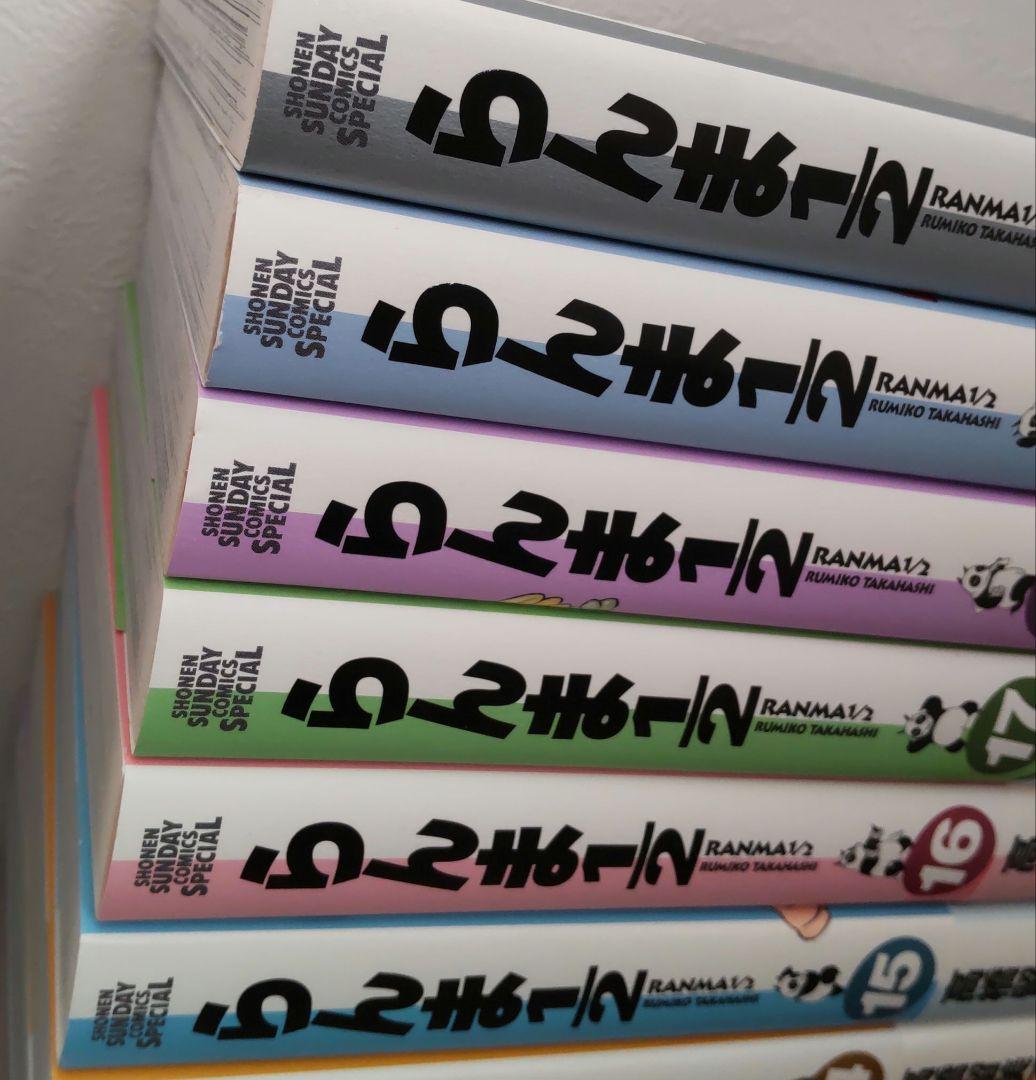 SHONEN
SUNDAY
COMICS
SPECIAL
らんま1/2
RANMA1/
RUMIKO TAKAHA
SHONEN
SUNDAY
COMICS
SPECIAL
らんま1/2
RANMA1/2
RUMIKO TAKAHASHI
SHONEN
SUNDAY
COMICS
SPECIAL
らんま1/2
RANMA1/2
RUMIKO TAKAHASHI
SHONEN
SUNDAY
COMICS
SPECIAL
らんま1/2
RANMA1/2
RUMIKO TAKAHASHI
17
SHONEN
SUNDAY
COMICS
SPECIAL
らんま1/2
RANMA1/2
RUMIKO TAKAHASHI
16
SHONEN
SUNDAY
COMICS
SPECIAL
らんま1/2
RANMA1/2
RUMIKO TAKAHASHI
15